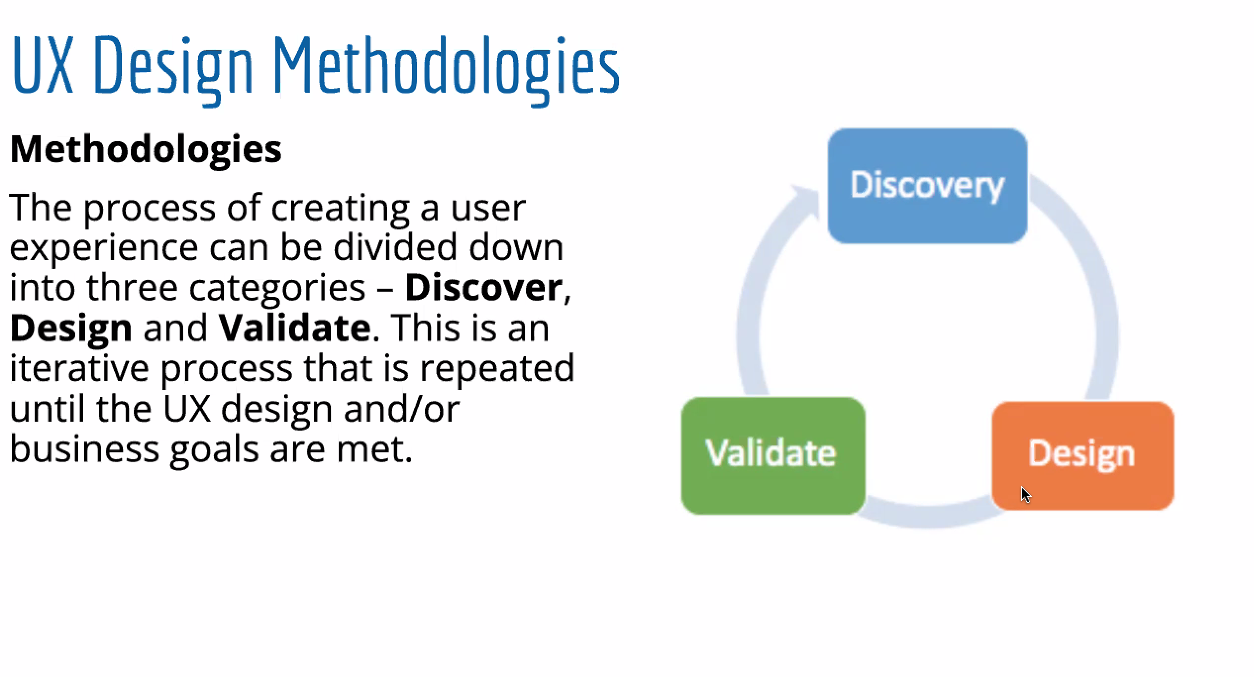 UX Design Methodologies
Methodologies
The process of creating a user
experience can be divided down
into three categories – Discover,
Design and Validate. This is an
iterative process that is repeated
until the UX design and/or
business goals are met.
Discovery
Validate
Design